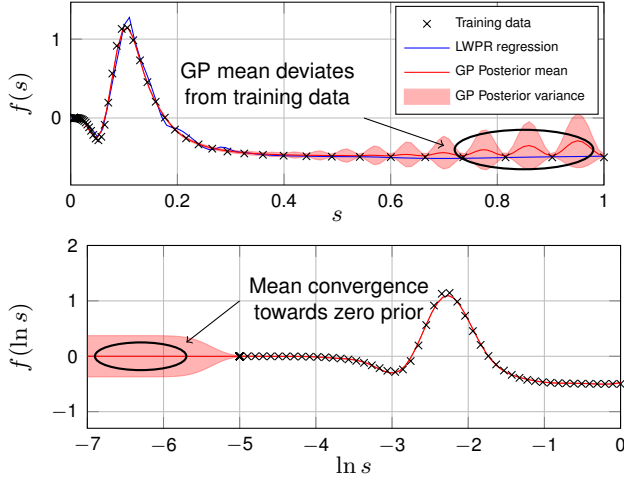 Training data
LWPR regression
GP Posterior mean
GP Posterior variance
GP mean deviates
from training data
f(s)
1
0
0
0.2
0.4
0.6
0.8
1
s
Mean convergence
towards zero prior
f(ln s)
2
1
0
−1
−7
−6
−5
−4
−3
−2
−1
0
ln s